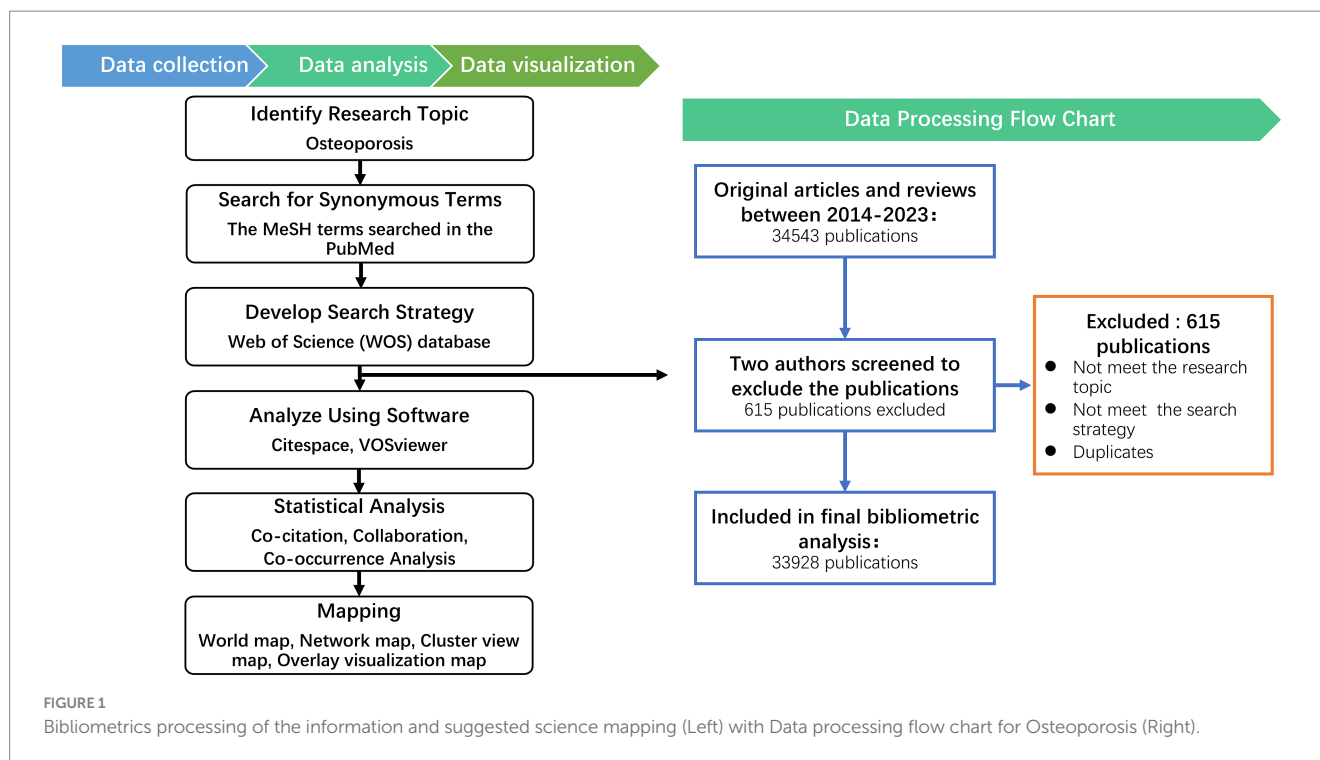 Data collection
Data analysis
Data visualization
Identify Research Topic
Osteoporosis
Search for Synonymous Terms
The MeSH terms searched in the
PubMed
Develop Search Strategy
Web of Science (WOS) database
Analyze Using Software
Citespace, VOSviewer
Statistical Analysis
Co-citation, Collaboration,
Co-occurrence Analysis
Mapping
World map, Network map, Cluster view
map, Overlay visualization map
Data Processing Flow Chart
Original articles and reviews
between 2014-2023:
34543 publications
Two authors screened to
exclude the publications
615 publications excluded
Excluded : 615
publications
● Not meet the research
topic
● Not meet the search
strategy
● Duplicates
Included in final bibliometric
analysis:
33928 publications
FIGURE 1
Bibliometrics processing of the information and suggested science mapping (Left) with Data processing flow chart for Osteoporosis (Right).